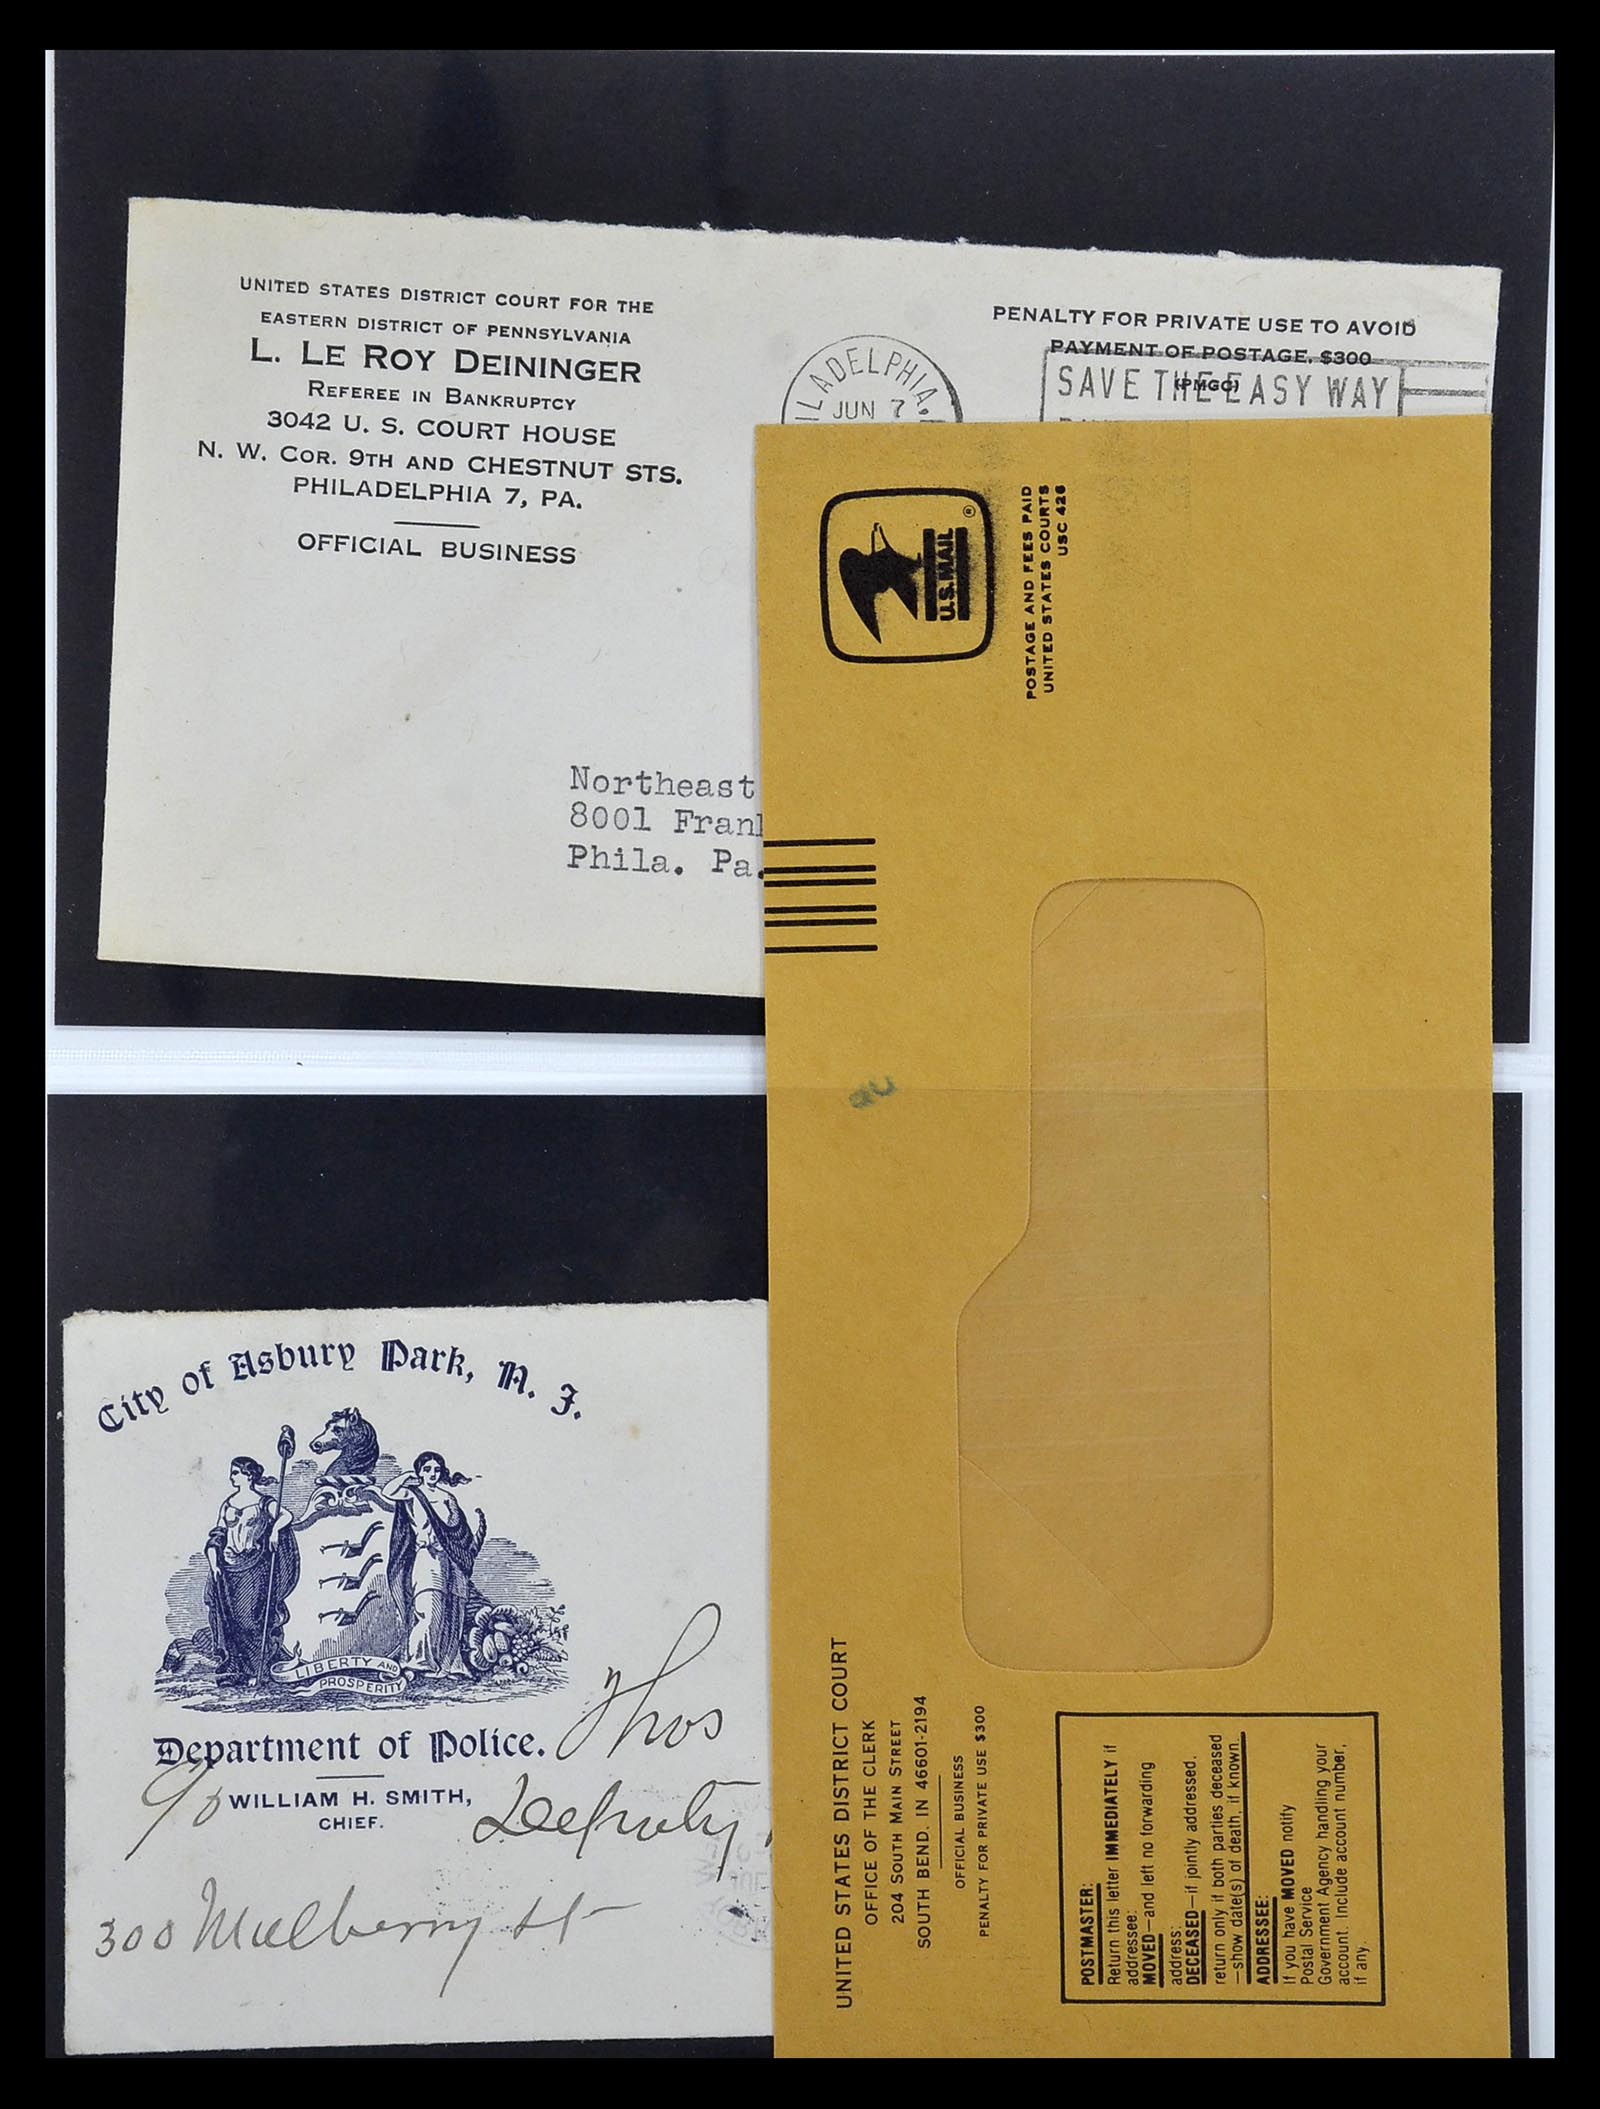 UNITED STATES DISTRICT COURT FOR THE
EASTERN DISTRICT OF PENNSYLVANIA
L. LE ROY DEININGER
REFEREE IN BANKRUPTCY
3042 U. S. COURT HOUSE
N. W. COR. 9TH AND CHESTNUT STS.
PHILADELPHIA 7, PA.
OFFICIAL BUSINESS
PENALTY FOR PRIVATE USE TO AVOID
PAYMENT OF POSTAGE, $300
(PMGC)
ILADELPHIA
JUN 7
SAVE THE EASY WAY
Northeast
8001
Phila. Pa.
U.S.MAIL
®
POSTAGE AND FEES PAID
UNITED STATES COURTS
USC 426
UNITED STATES DISTRICT COURT
OFFICE OF THE CLERK
204 SOUTH MAIN STREET
SOUTH BEND, IN 46601-2194
OFFICIAL BUSINESS
PENALTY FOR PRIVATE USE $300
POSTMASTER:
Return this letter IMMEDIATELY if
addressee:
MOVED—and left no forwarding
address:
DECEASED—if jointly addressed.
return only if both parties deceased
—show date(s) of death, if known.
ADDRESSEE:
If you have MOVED notify
Postal Service
Government Agency handling your
account. Include account number,
if any.
City of Asbury Park, N. J.
LIBERTY AND
PROSPERITY
Department of Police.
WILLIAM H. SMITH,
CHIEF.
Thos
Deputy
c/o
300 Mulberry St